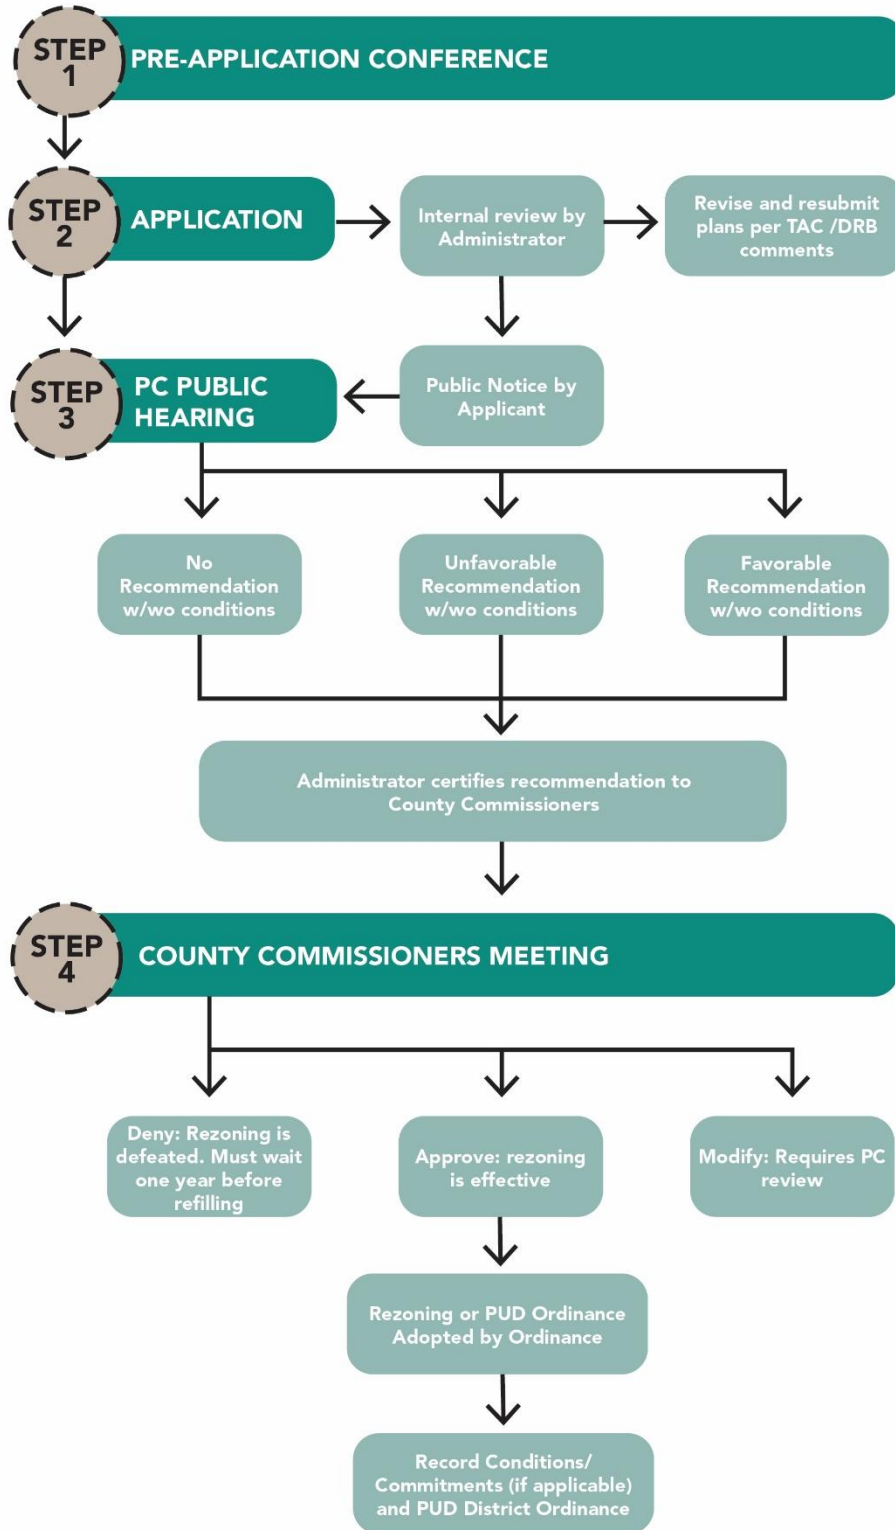 STEP
1
PRE-APPLICATION CONFERENCE
STEP
2
APPLICATION
Internal review by
Administrator
Revise and resubmit
plans per TAC /DRB
comments
STEP
3
PC PUBLIC
HEARING
Public Notice by
Applicant
No
Recommendation
w/wo conditions
Unfavorable
Recommendation
w/wo conditions
Favorable
Recommendation
w/wo conditions
Administrator certifies recommendation to
County Commissioners
STEP
4
COUNTY COMMISSIONERS MEETING
Deny: Rezoning is
defeated. Must wait
one year before
refilling
Approve: rezoning
is effective
Modify: Requires PC
review
Rezoning or PUD Ordinance
Adopted by Ordinance
Record Conditions/
Commitments (if applicable)
and PUD District Ordinance